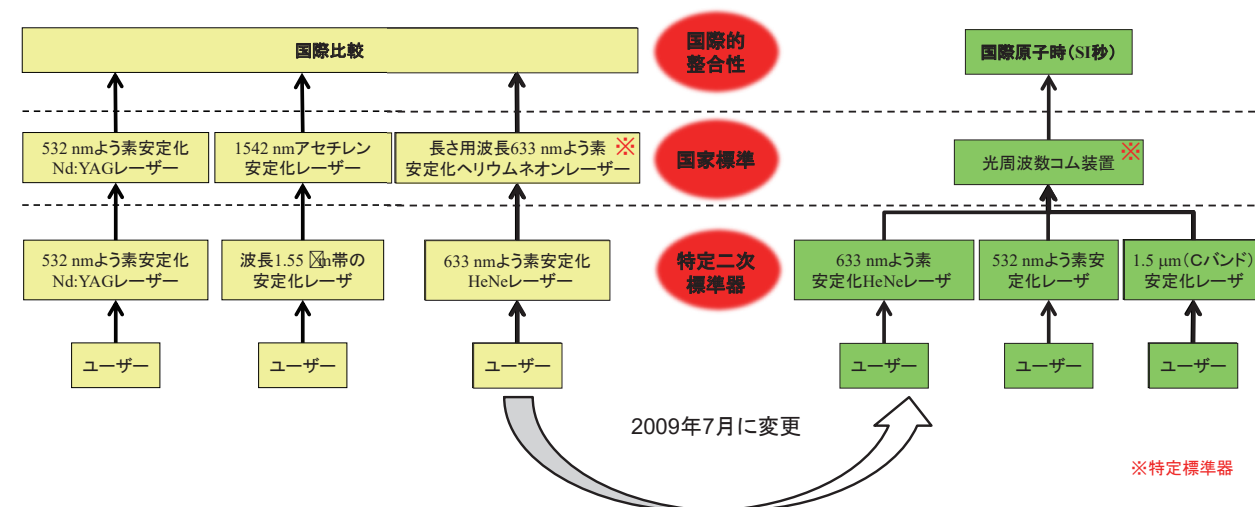 国際比較
国際的
整合性
国際原子時(SI秒)
532 nmよう素安定化
Nd:YAGレーザー
1542 nmアセチレン
安定化レーザー
長さ用波長633 nmよう素 ※
安定化ヘリウムネオンレーザー
国家標準
光周波数コム装置 ※
532 nmよう素安定化
Nd:YAGレーザー
波長1.55 m帯の
安定化レーザ
633 nmよう素安定化
HeNeレーザー
特定二次
標準器
633 nmよう素
安定化HeNeレーザ
532 nmよう素安
定化レーザ
1.5 μm(Cバンド)
安定化レーザ
ユーザー
ユーザー
ユーザー
ユーザー
ユーザー
ユーザー
2009年7月に変更
※特定標準器